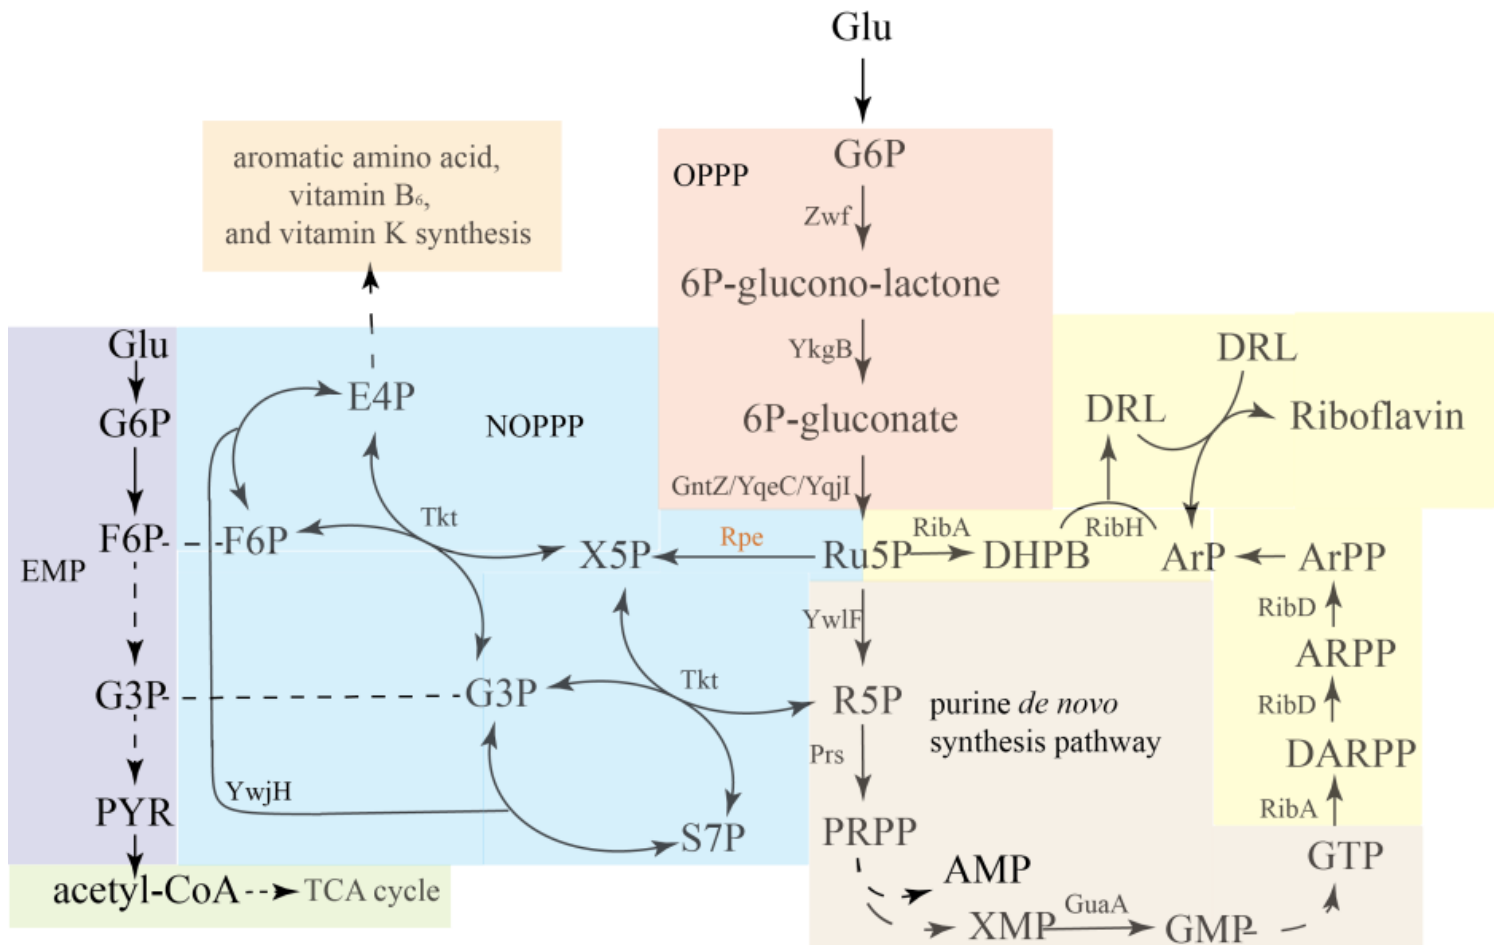 Glu
G6P
OPPP
Zwf
6P-glucono-lactone
YkgB
6P-gluconate
GntZ/YqeC/YqjI
aromatic amino acid,
vitamin B₆,
and vitamin K synthesis
Glu
G6P
F6P
EMP
G3P
PYR
acetyl-CoA
TCA cycle
E4P
NOPPP
F6P
Tkt
X5P
Rpe
Ru5P
G3P
Tkt
YwjH
S7P
YwlF
R5P
purine de novo
synthesis pathway
Prs
PRPP
AMP
XMP
GuaA
GMP
GTP
RibA
DARPP
RibD
ARPP
RibD
ArPP
ArP
RibA
DHPB
RibH
DRL
DRL
Riboflavin